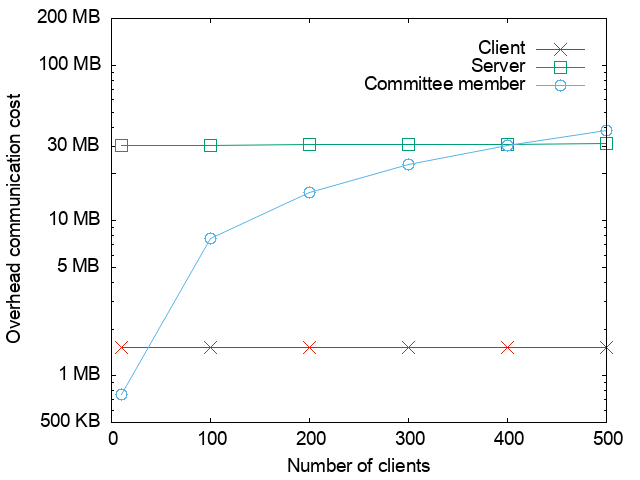 200 MB
100 MB
30 MB
10 MB
5 MB
1 MB
500 KB
Overhead communication cost
Client
Server
Committee member
0 100 200 300 400 500
Number of clients